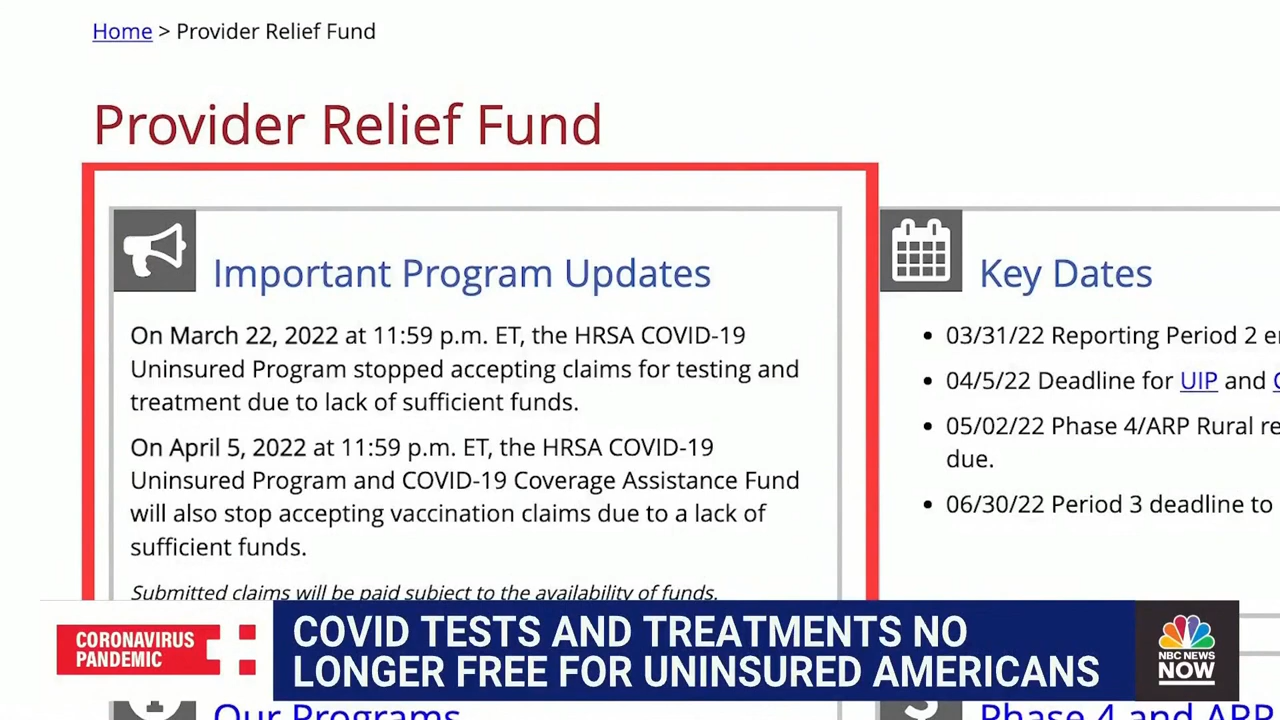 Home > Provider Relief Fund
Provider Relief Fund
Important Program Updates
On March 22, 2022 at 11:59 p.m. ET, the HRSA COVID-19
Uninsured Program stopped accepting claims for testing and
treatment due to lack of sufficient funds.
On April 5, 2022 at 11:59 p.m. ET, the HRSA COVID-19
Uninsured Program and COVID-19 Coverage Assistance Fund
will also stop accepting vaccination claims due to a lack of
sufficient funds.
Submitted claims will be paid subject to the availability of funds.
Key Dates
03/31/22 Reporting Period 2
04/5/22 Deadline for UIP and
05/02/22 Phase 4/ARP Rural
due.
06/30/22 Period 3 deadline to
CORONAVIRUS
PANDEMIC
COVID TESTS AND TREATMENTS NO
LONGER FREE FOR UNINSURED AMERICANS
NBC NEWS
NOW
Our Programs
Phase 4 and ARP